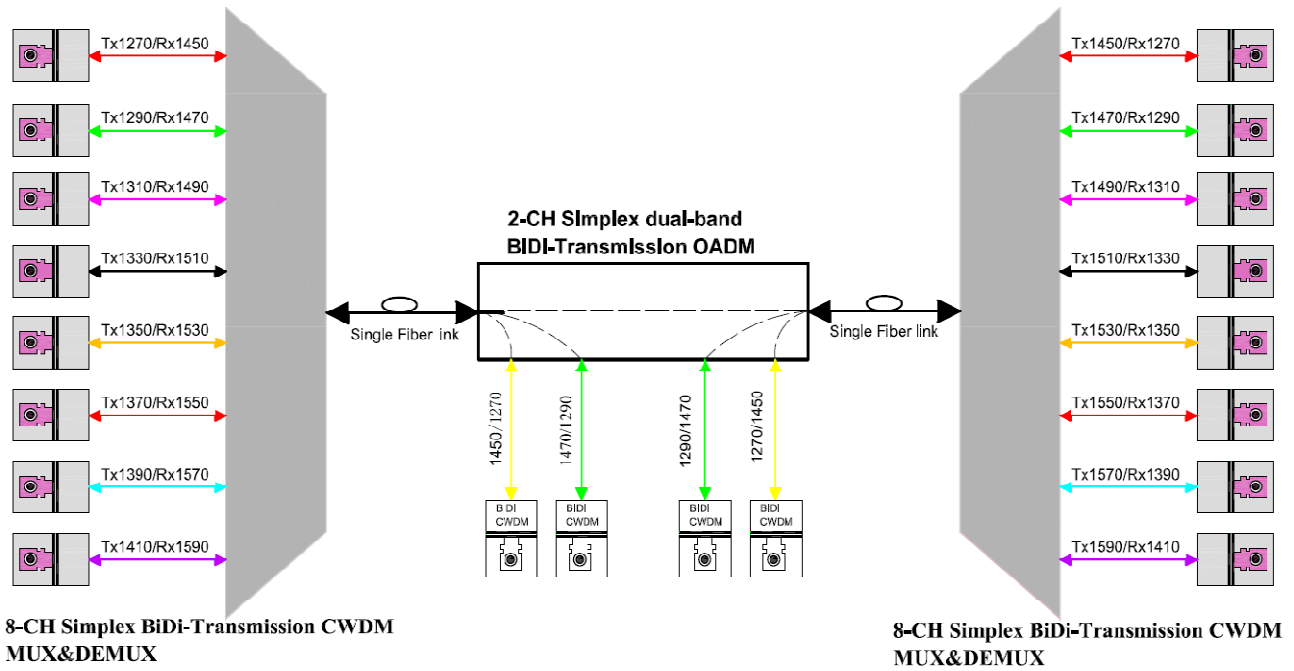 Tx1270/Rx1450
Tx1290/Rx1470
Tx1310/Rx1490
Tx1330/Rx1510
Tx1350/Rx1530
Tx1370/Rx1550
Tx1390/Rx1570
Tx1410/Rx1590
8-CH Simplex BiDi-Transmission CWDM
MUX&DEMUX
2-CH Simplex dual-band
BIDI-Transmission OADM
Single Fiber ink
Single Fiber link
1450/1270
1470/1290
1290/1470
1270/1450
B DI
CWDM
BIDI
CWDM
BIDI
CWDM
BIDI
CWDM
Tx1450/Rx1270
Tx1470/Rx1290
Tx1490/Rx1310
Tx1510/Rx1330
Tx1530/Rx1350
Tx1550/Rx1370
Tx1570/Rx1390
Tx1590/Rx1410
8-CH Simplex BiDi-Transmission CWDM
MUX&DEMUX